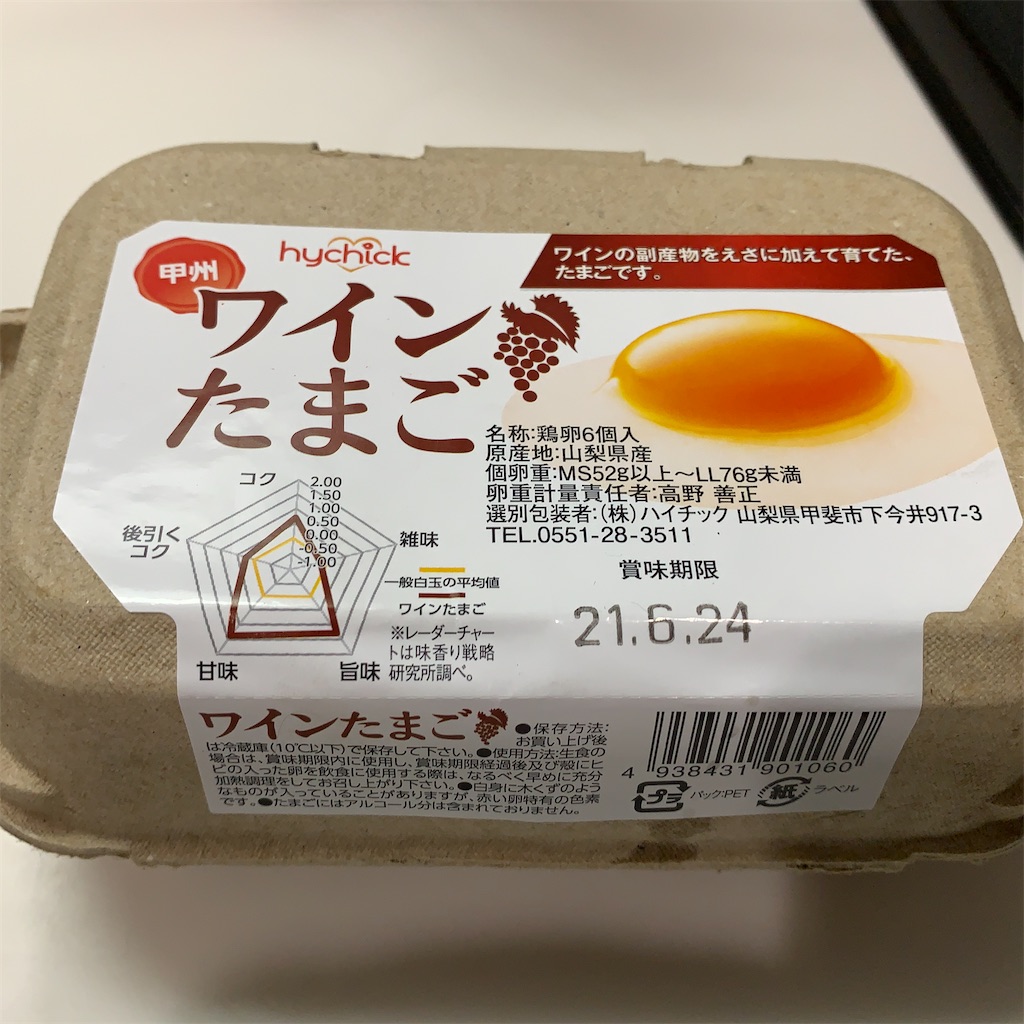 甲州
hychick
ワインの副産物をえさに加えて育てた、
たまごです。
ワイン
たまご
名称:鶏卵6個入
原産地:山梨県産
個卵重:MS52g以上～LL76g未満
卵重計量責任者:高野 善正
選別包装者:(株)ハイチック 山梨県甲斐市下今井917-3
TEL.0551-28-3511
賞味期限
21.6.24
コク
2.00
1.50
1.00
0.50
0.00
-0.50
-1.00
後引く
コク
雑味
甘味
旨味
一般白玉の平均値
ワインたまご
※レーダーチャー
トは味香り戦略
研究所調べ。
ワインたまご
●保存方法:
お買い上げ後
は冷蔵庫(10℃以下)で保存して下さい。●使用方法:生食の
場合は、賞味期限内に使用し、賞味期限経過後及び殻にヒ
ビの入った卵を飲食に使用する際は、なるべく早めに充分
加熱調理をしてお召し上がり下さい。●白身に木くずのよう
なものが入っていることがありますが、赤い卵特有の色素
です。●たまごにはアルコール分は含まれておりません。
4 938431 901060
プラ パック:PET 紙 ラベル